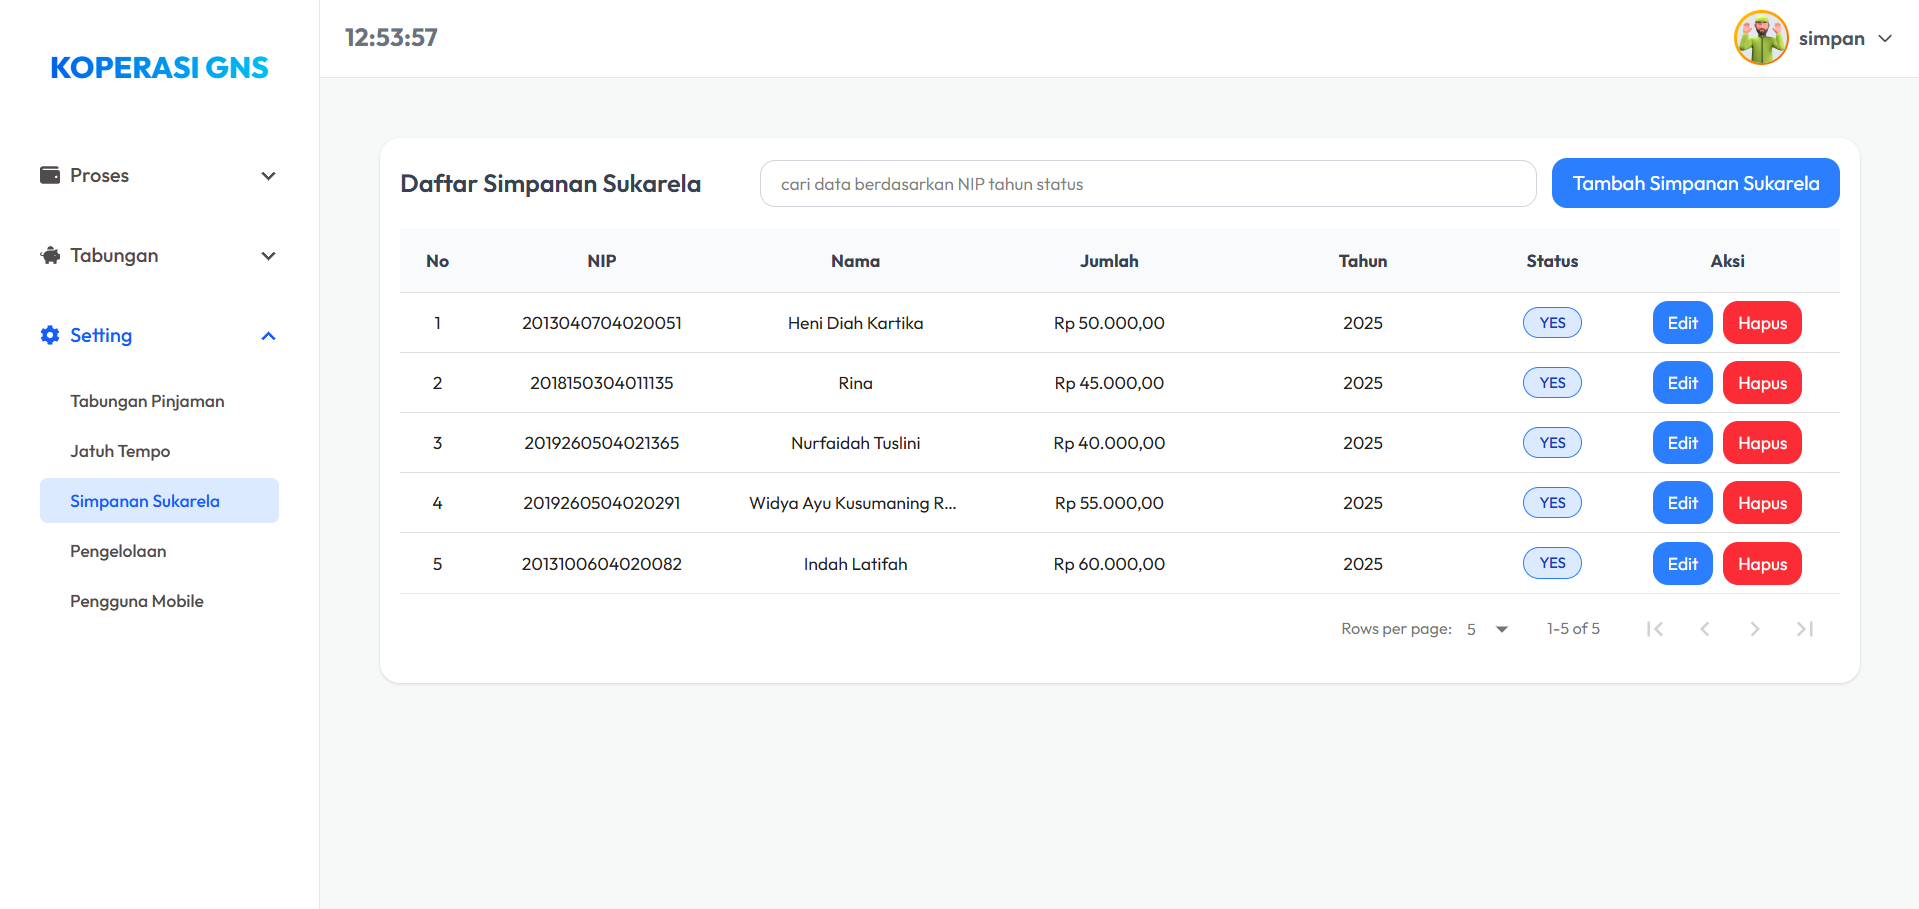 KOPERASI GNS
Proses
Tabungan
Setting
Tabungan Pinjaman
Jatuh Tempo
Simpanan Sukarela
Pengelolaan
Pengguna Mobile
12:53:57
simpan
Daftar Simpanan Sukarela
cari data berdasarkan NIP tahun status
Tambah Simpanan Sukarela
No NIP Nama Jumlah Tahun Status Aksi
1 2013040704020051 Heni Diah Kartika Rp 50.000,00 2025 YES Edit Hapus
2 2018150304011135 Rina Rp 45.000,00 2025 YES Edit Hapus
3 2019260504021365 Nurfaidah Tuslini Rp 40.000,00 2025 YES Edit Hapus
4 2019260504020291 Widya Ayu Kusumaning R... Rp 55.000,00 2025 YES Edit Hapus
5 2013100604020082 Indah Latifah Rp 60.000,00 2025 YES Edit Hapus
Rows per page: 5 1-5 of 5